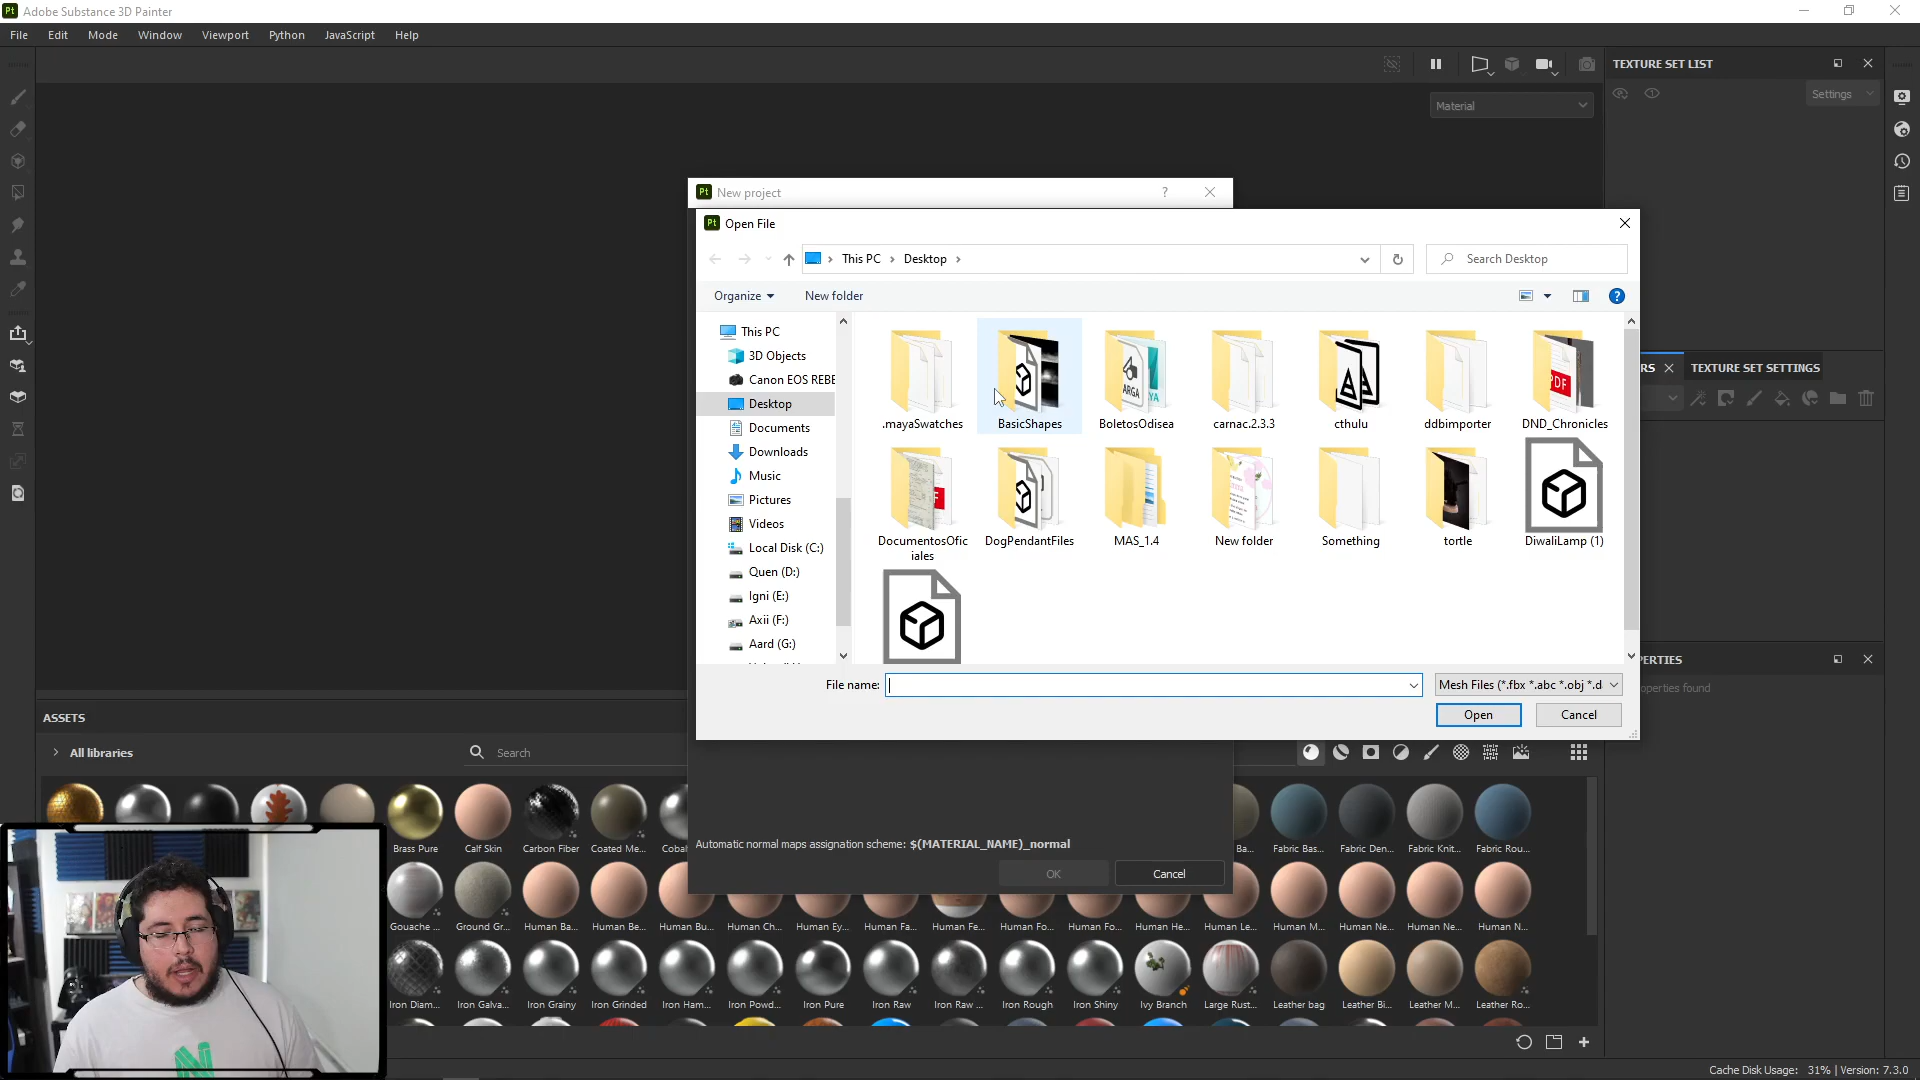 Pt Adobe Substance 3D Painter
File Edit Mode Window Viewport Python JavaScript Help
TEXTURE SET LIST
Settings
Material
Pt New project ?
Pt Open File
This PC > Desktop >
Search Desktop
Organize New folder
This PC
3D Objects
Canon EOS REBE
Desktop
Documents
Downloads
Music
Pictures
Videos
Local Disk (C:)
Quen (D:)
Igni (E:)
Axii (F:)
Aard (G:)
.mayaSwatches BasicShapes BoletosOdisea carnac.2.3.3 cthulu ddbimporter DND_Chronicles
DocumentosOfic
iales
DogPendantFiles MAS_1.4 New folder Something tortle DiwaliLamp (1)
File name:
Mesh Files (*.fbx *.abc *.obj *.d
Open Cancel
RS TEXTURE SET SETTINGS
PERTIES
operties found
ASSETS
All libraries
Search
Automatic normal maps assignation scheme: $(MATERIAL_NAME)_normal
OK Cancel
Brass Pure Calf Skin Carbon Fiber Coated Me... Cobal Ba... Fabric Bas... Fabric Den... Fabric Knit... Fabric Rou...
Gouache ... Ground Gr... Human Ba... Human Be... Human Bu... Human Ch... Human Ey... Human Fa... Human Fe... Human Fo... Human Fo... Human He... Human Le... Human M... Human Ne... Human Ne... Human N...
Iron Diam... Iron Galva... Iron Grainy Iron Grinded Iron Ham... Iron Powd... Iron Pure Iron Raw Iron Raw ... Iron Rough Iron Shiny Ivy Branch Large Rust... Leather bag Leather Bi... Leather M... Leather Ro...
Cache Disk Usage: 31% | Version: 7.3.0